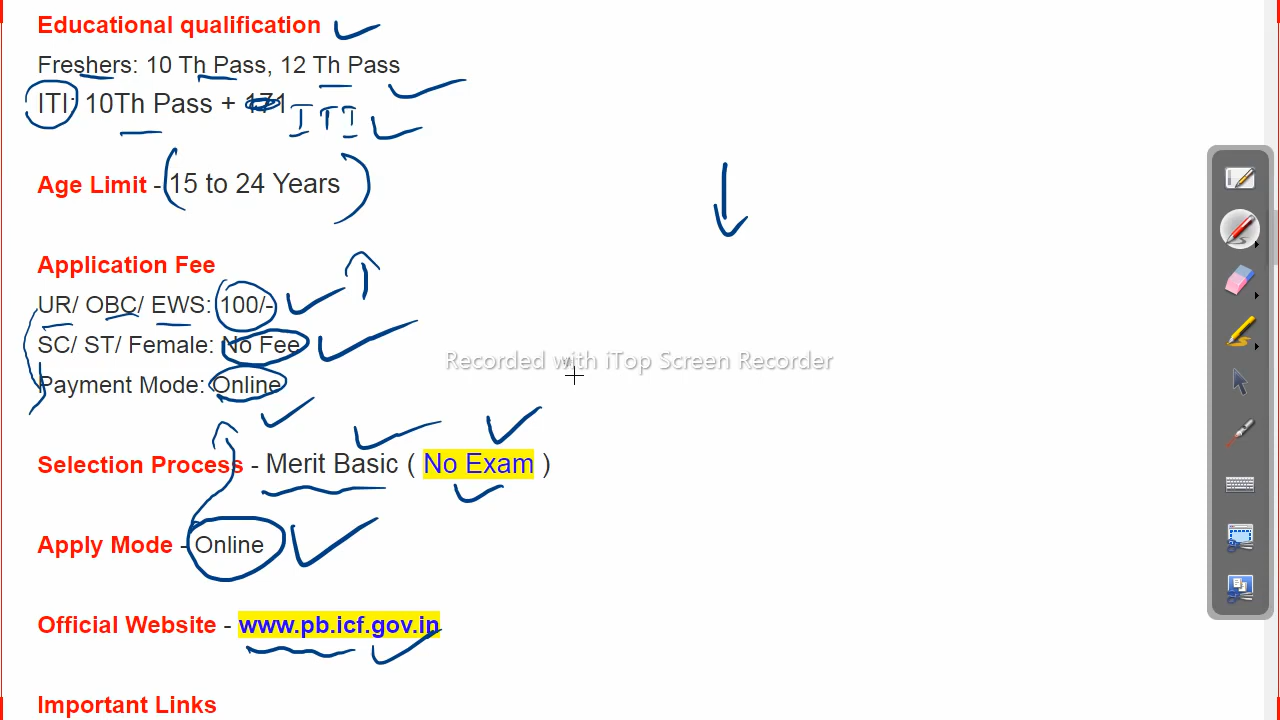 Educational qualification
Freshers: 10 Th Pass, 12 Th Pass
ITI: 10Th Pass + ITI
Age Limit - (15 to 24 Years)
Application Fee
UR/ OBC/ EWS: 100/-
SC/ ST/ Female: No Fee
Payment Mode: Online
Recorded with iTop Screen Recorder
Selection Process - Merit Basic ( No Exam )
Apply Mode - Online
Official Website - www.pb.icf.gov.in
Important Links